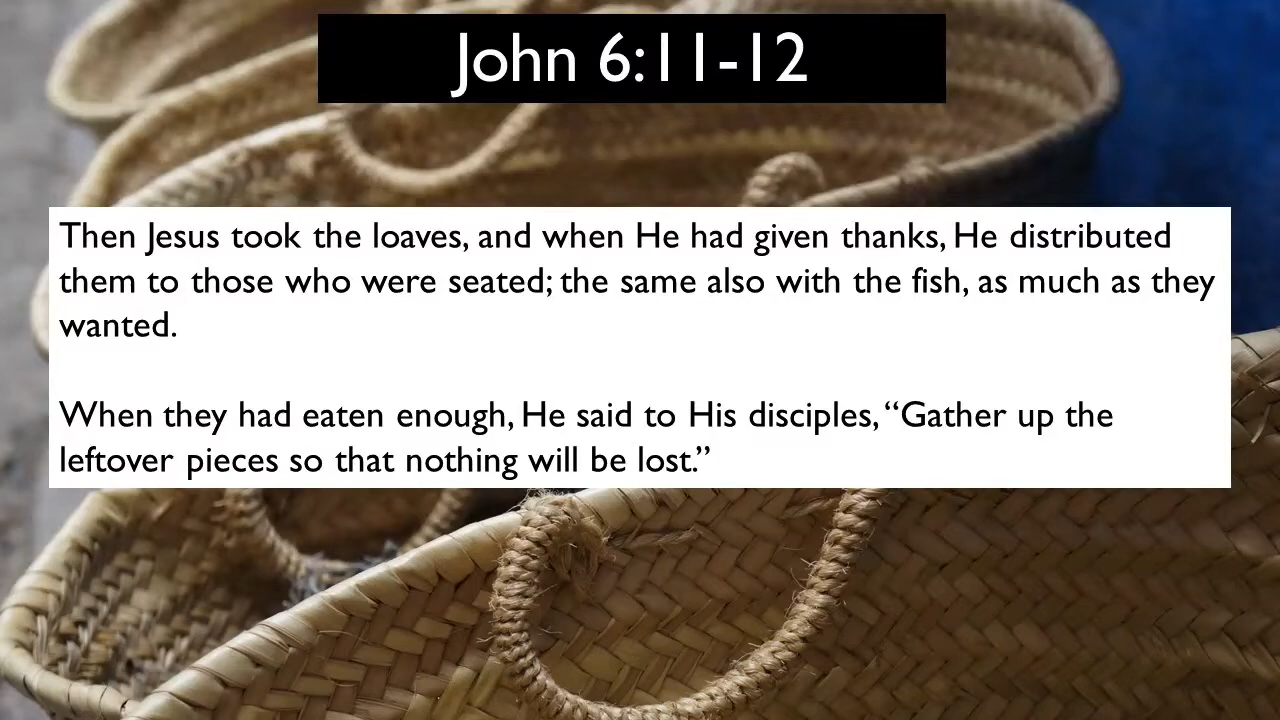 John 6:11-12
Then Jesus took the loaves, and when He had given thanks, He distributed
them to those who were seated; the same also with the fish, as much as they
wanted.
When they had eaten enough, He said to His disciples, “Gather up the
leftover pieces so that nothing will be lost.”